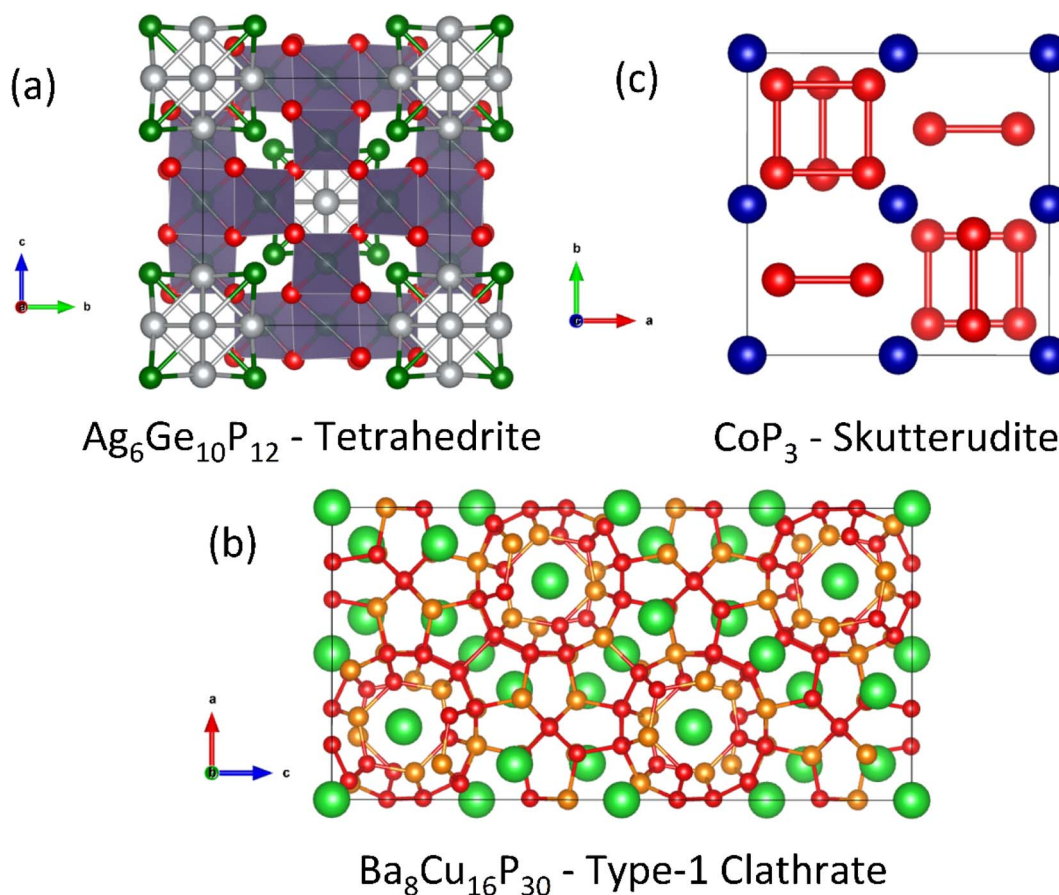 (a)
(c)
c
b
a
b
a
c
Ag6Ge10P12 - Tetrahedrite
CoP3 - Skutterudite
(b)
a
b
c
Ba8Cu16P30 - Type-1 Clathrate